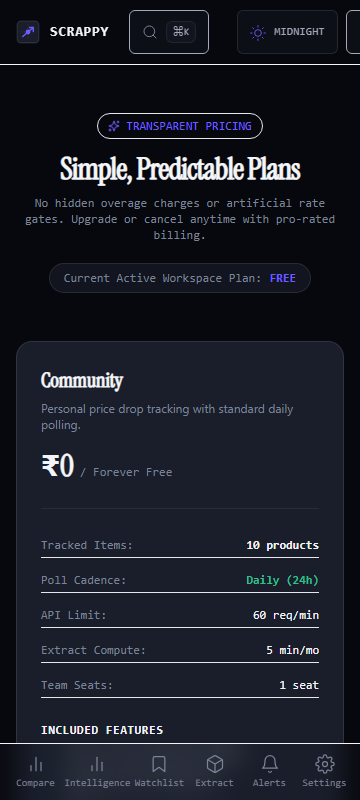 SCRAPPY
⌘K
MIDNIGHT
TRANSPARENT PRICING
Simple, Predictable Plans
No hidden overage charges or artificial rate
gates. Upgrade or cancel anytime with pro-rated
billing.
Current Active Workspace Plan: FREE
Community
Personal price drop tracking with standard daily
polling.
₹0 / Forever Free
Tracked Items: 10 products
Poll Cadence: Daily (24h)
API Limit: 60 req/min
Extract Compute: 5 min/mo
Team Seats: 1 seat
INCLUDED FEATURES
Compare Intelligence Watchlist Extract Alerts Settings